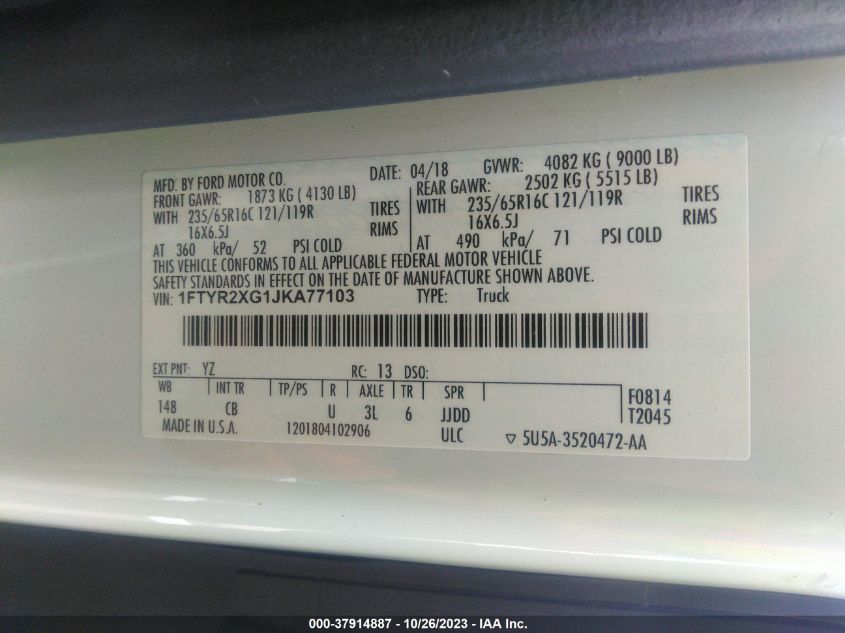 MFD. BY FORD MOTOR CO. DATE: 04/18 GVWR: 4082 KG ( 9000 LB)
FRONT GAWR: 1873 KG ( 4130 LB) REAR GAWR: 2502 KG ( 5515 LB)
WITH 235/65R16C 121/119R TIRES WITH 235/65R16C 121/119R TIRES
16X6.5J RIMS 16X6.5J RIMS
AT 360 kPa/ 52 PSI COLD AT 490 kPa/ 71 PSI COLD
THIS VEHICLE CONFORMS TO ALL APPLICABLE FEDERAL MOTOR VEHICLE
SAFETY STANDARDS IN EFFECT ON THE DATE OF MANUFACTURE SHOWN ABOVE.
VIN: 1FTYR2XG1JKA77103 TYPE: Truck
EXT PNT: YZ RC: 13 DSO:
WB INT TR TP/PS R AXLE TR SPR F0814
148 CB U 3L 6 JJDD T2045
MADE IN U.S.A. 1201804102906 ULC ▽ 5U5A-3520472-AA
000-37914887 - 10/26/2023 - IAA Inc.